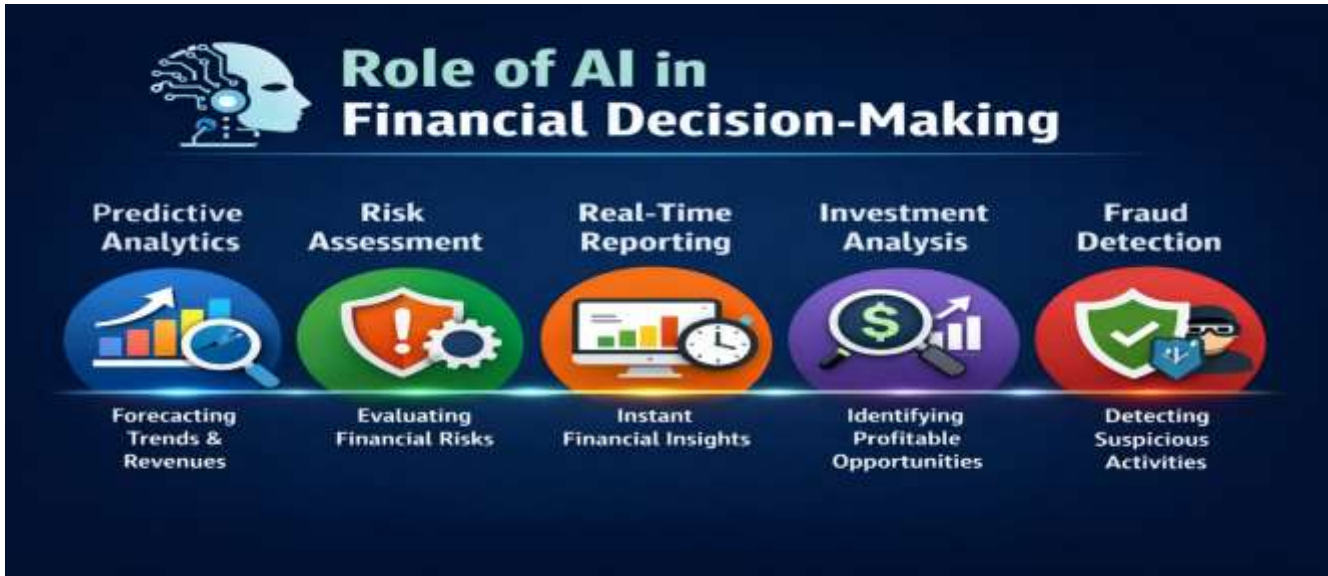 Role of AI in
Financial Decision-Making
Predictive
Analytics
Risk
Assessment
Real-Time
Reporting
Investment
Analysis
Fraud
Detection
Forecacting
Trends &
Revenues
Evaluating
Financial Risks
Instant
Financial Insights
Identifying
Profitable
Opportunities
Detecting
Suspicious
Activities